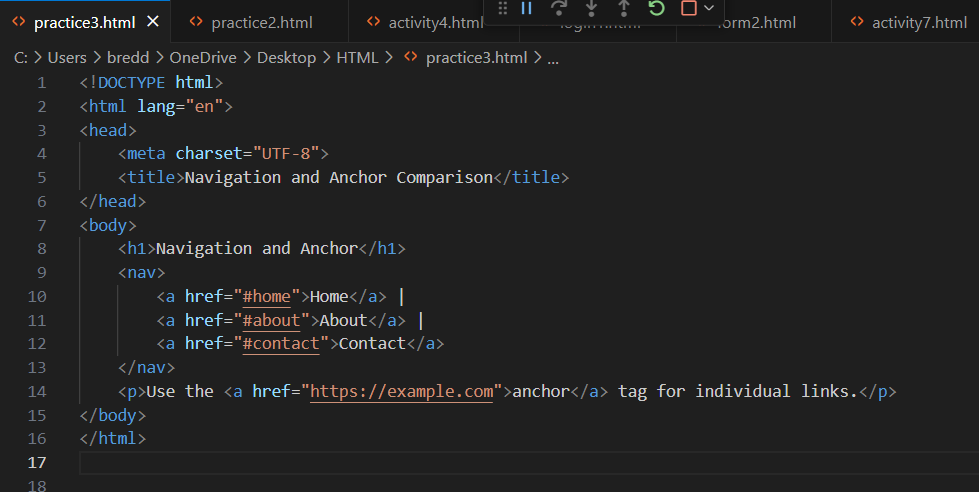 practice3.html
practice2.html
activity4.html
orm2.html
activity7.html
C: > Users > bredd > OneDrive > Desktop > HTML > <> practice3.html > ...
1 <!DOCTYPE html>
2 <html lang="en">
3 <head>
4     <meta charset="UTF-8">
5     <title>Navigation and Anchor Comparison</title>
6 </head>
7 <body>
8     <h1>Navigation and Anchor</h1>
9     <nav>
10         <a href="#home">Home</a> |
11         <a href="#about">About</a> |
12         <a href="#contact">Contact</a>
13     </nav>
14     <p>Use the <a href="https://example.com">anchor</a> tag for individual links.</p>
15 </body>
16 </html>
17
18